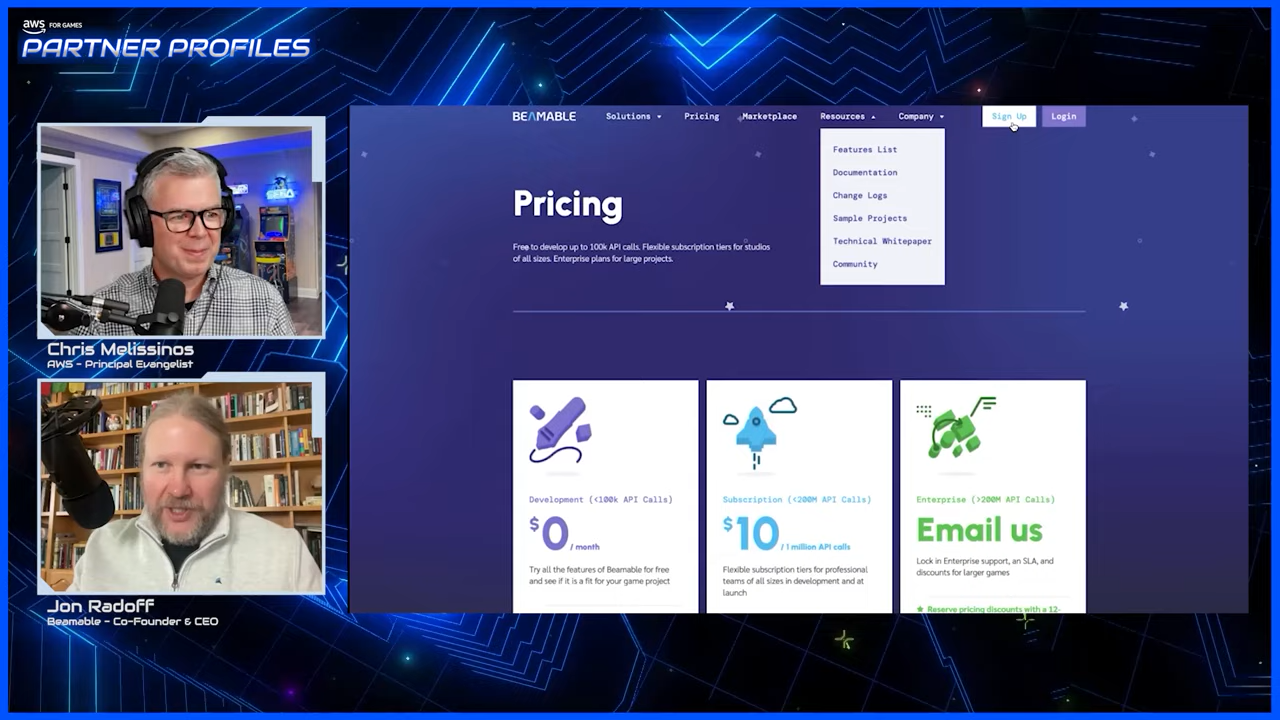 aws FOR GAMES
PARTNER PROFILES
Chris Melissinos
AWS - Principal Evangelist
Jon Radoff
Beamable - Co-Founder & CEO
BEAMABLE
Solutions
Pricing
Marketplace
Resources
Company
Sign Up
Login
Features List
Documentation
Change Logs
Sample Projects
Technical Whitepaper
Community
Pricing
Free to develop up to 100k API calls. Flexible subscription tiers for studios
of all sizes. Enterprise plans for large projects.
Development (<100k API Calls)
$0 / month
Try all the features of Beamable for free
and see if it is a fit for your game project
Subscription (<200M API Calls)
$10 / 1 million API calls
Flexible subscription tiers for professional
teams of all sizes in development and at
launch
Enterprise (>200M API Calls)
Email us
Lock in Enterprise support, an SLA, and
discounts for larger games
Reserve pricing discounts with a 12-